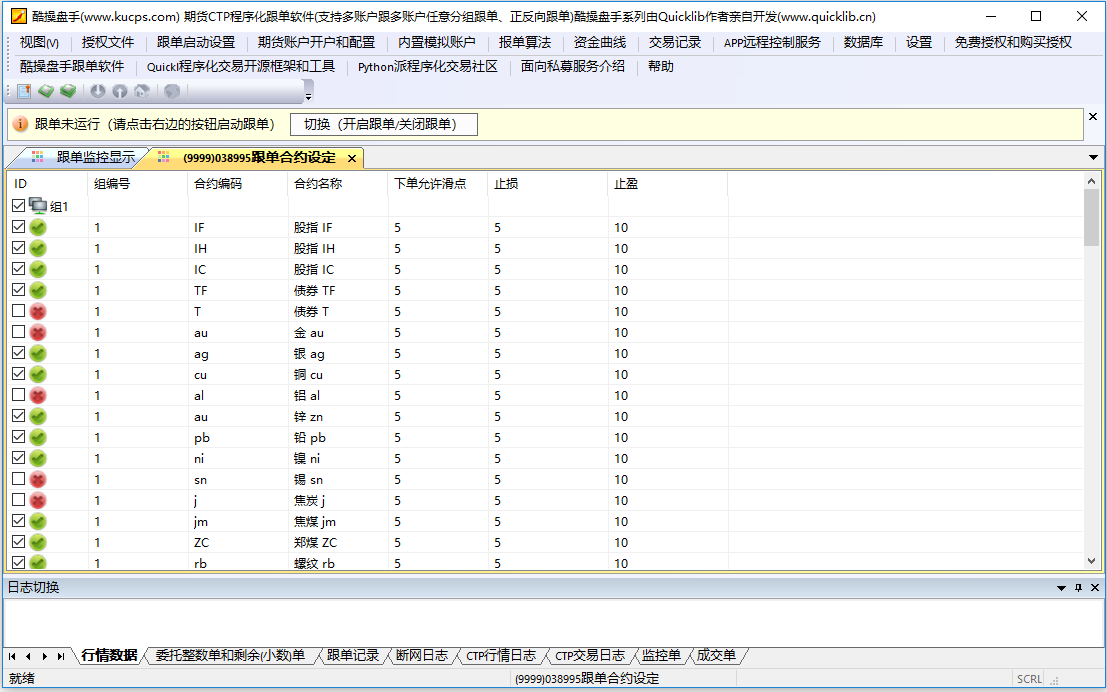 酷操盘手(www.kucps.com) 期货CTP程序化跟单软件(支持多账户跟多账户任意分组跟单、正反向跟单)酷操盘手系列由Quicklib作者亲自开发(www.quicklib.cn)
视图(V) 授权文件 跟单启动设置 期货账户开户和配置 内置模拟账户 报单算法 资金曲线 交易记录 APP远程控制服务 数据库 设置 免费授权和购买授权
酷操盘手跟单软件 Quickl程序化交易开源框架和工具 Python派程序化交易社区 面向私募服务介绍 帮助
跟单未运行（请点击右边的按钮启动跟单） 切换（开启跟单/关闭跟单）
跟单监控显示 (9999)038995跟单合约设定
ID 组编号 合约编码 合约名称 下单允许滑点 止损 止盈
组1
1 IF 股指 IF 5 5 10
1 IH 股指 IH 5 5 10
1 IC 股指 IC 5 5 10
1 TF 债券 TF 5 5 10
1 T 债券 T 5 5 10
1 au 金 au 5 5 10
1 ag 银 ag 5 5 10
1 cu 铜 cu 5 5 10
1 al 铝 al 5 5 10
1 au 锌 zn 5 5 10
1 pb 铅 pb 5 5 10
1 ni 镍 ni 5 5 10
1 sn 锡 sn 5 5 10
1 j 焦炭 j 5 5 10
1 jm 焦煤 jm 5 5 10
1 ZC 郑煤 ZC 5 5 10
1 rb 螺纹 rb 5 5 10
日志切换
行情数据 委托整数单和剩余(小数)单 跟单记录 断网日志 CTP行情日志 CTP交易日志 监控单 成交单
就绪 (9999)038995跟单合约设定 SCRL